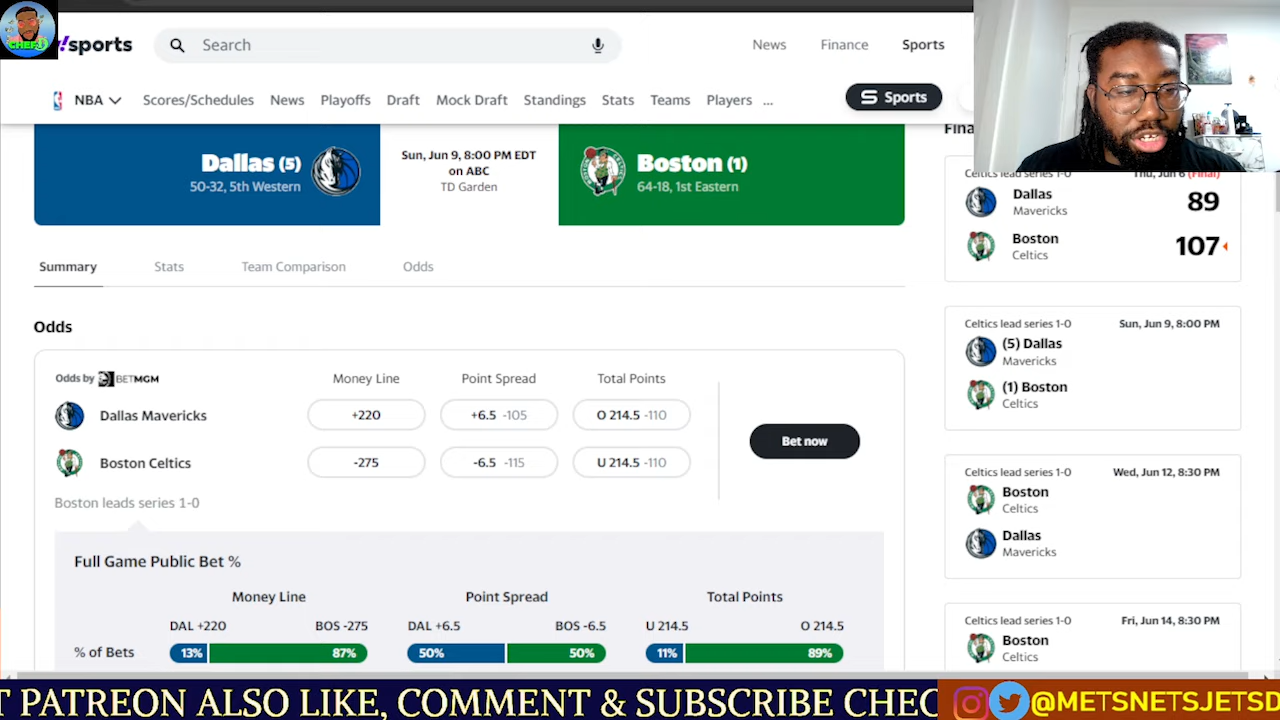 CHEF J
y!sports
Search
News Finance Sports
NBA Scores/Schedules News Playoffs Draft Mock Draft Standings Stats Teams Players ...
S Sports
Dallas (5)
50-32, 5th Western
Sun, Jun 9, 8:00 PM EDT
on ABC
TD Garden
Boston (1)
64-18, 1st Eastern
Summary Stats Team Comparison Odds
Odds
Odds by BETMGM Money Line Point Spread Total Points
Dallas Mavericks +220 +6.5 -105 O 214.5 -110
Boston Celtics -275 -6.5 -115 U 214.5 -110
Bet now
Boston leads series 1-0
Full Game Public Bet %
Money Line Point Spread Total Points
DAL +220 BOS -275 DAL +6.5 BOS -6.5 U 214.5 O 214.5
% of Bets 13% 87% 50% 50% 11% 89%
Celtics lead series 1-0 Thu, Jun 6 (Final)
Dallas 89
Mavericks
Boston 107
Celtics
Celtics lead series 1-0 Sun, Jun 9, 8:00 PM
(5) Dallas
Mavericks
(1) Boston
Celtics
Celtics lead series 1-0 Wed, Jun 12, 8:30 PM
Boston
Celtics
Dallas
Mavericks
Celtics lead series 1-0 Fri, Jun 14, 8:30 PM
Boston
Celtics
T PATREON ALSO LIKE, COMMENT & SUBSCRIBE CHEC
@METSNETSJETSD